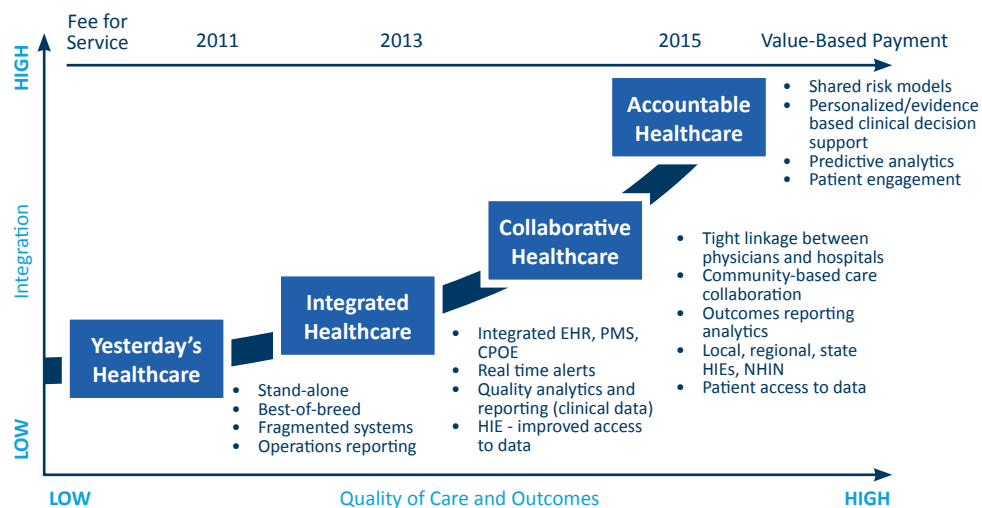 Fee for
Service
2011
2013
2015
Value-Based Payment
HIGH
Integration
LOW
Accountable
Healthcare
• Shared risk models
• Personalized/evidence
based clinical decision
support
• Predictive analytics
• Patient engagement
Collaborative
Healthcare
• Tight linkage between
physicians and hospitals
• Community-based care
collaboration
• Outcomes reporting
analytics
• Local, regional, state
HIEs, NHIN
• Patient access to data
Integrated
Healthcare
• Integrated EHR, PMS,
CPOE
• Real time alerts
• Quality analytics and
reporting (clinical data)
• HIE - improved access
to data
Yesterday's
Healthcare
• Stand-alone
• Best-of-breed
• Fragmented systems
• Operations reporting
LOW
Quality of Care and Outcomes
HIGH